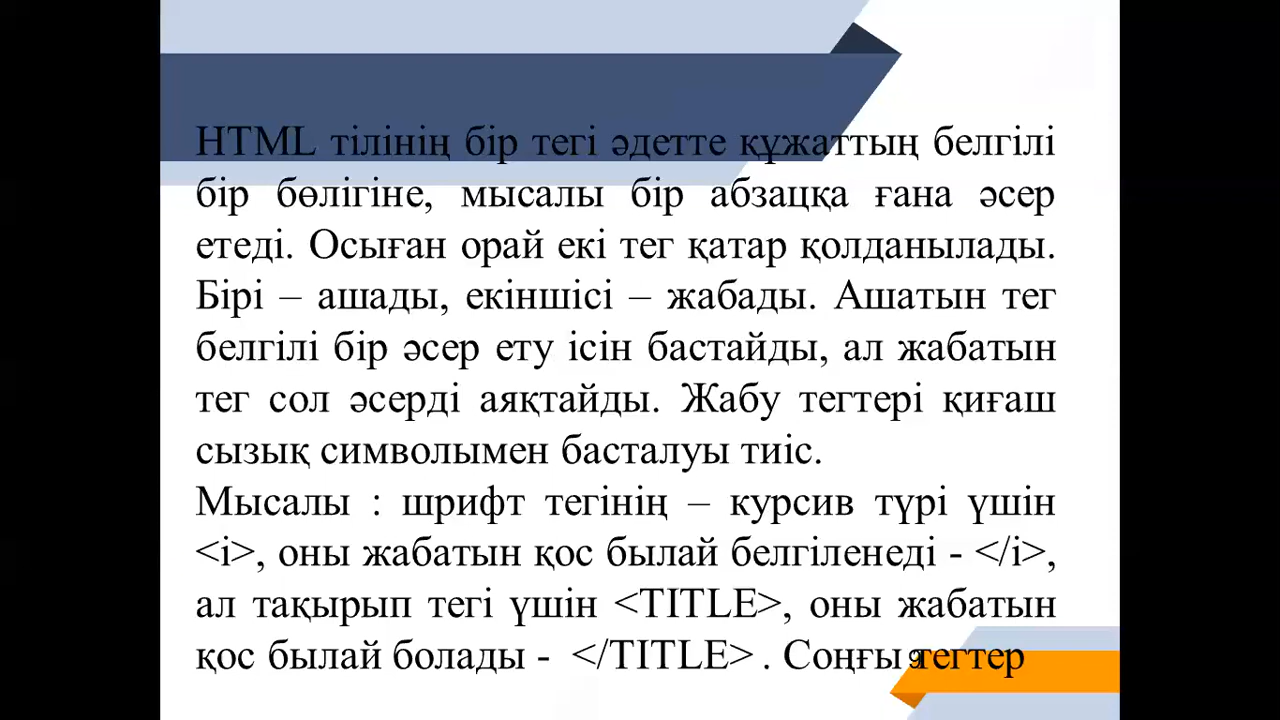 HTML тілінің бір тегі әдетте құжаттың белгілі
бір бөлігіне, мысалы бір абзацқа ғана әсер
етеді. Осыған орай екі тег қатар қолданылады.
Бірі – ашады, екіншісі – жабады. Ашатын тег
белгілі бір әсер ету ісін бастайды, ал жабатын
тег сол әсерді аяқтайды. Жабу тегтері қиғаш
сызық символымен басталуы тиіс.
Мысалы : шрифт тегінің – курсив түрі үшін
<i>, оны жабатын қос былай белгіленеді - </i>,
ал тақырып тегі үшін <TITLE>, оны жабатын
қос былай болады - </TITLE> . Соңғы тегтер
9